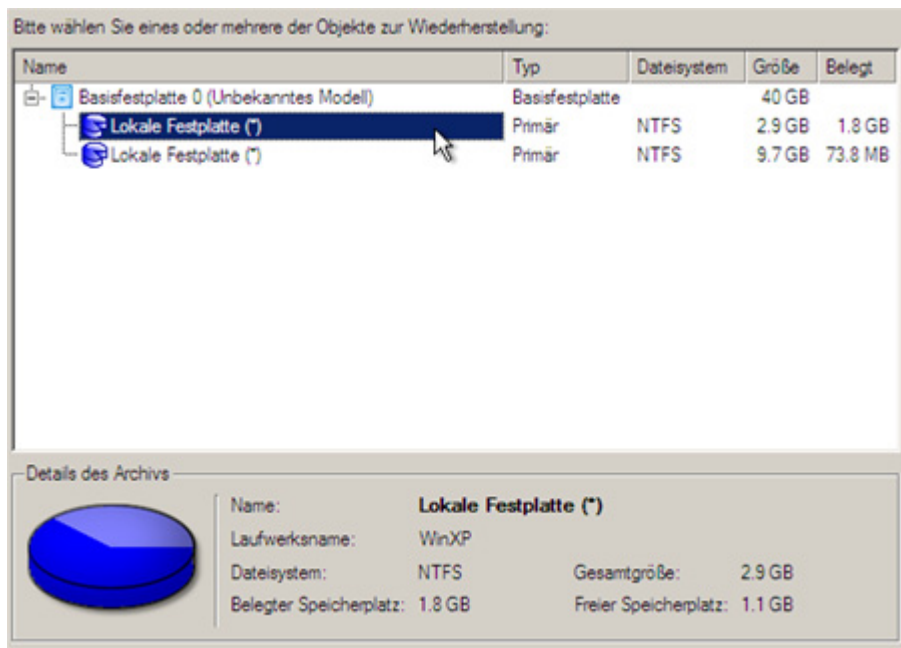 Bitte wählen Sie eines oder mehrere der Objekte zur Wiederherstellung:
Name Typ Dateisystem Größe Belegt
Basisfestplatte 0 (Unbekanntes Modell) Basisfestplatte 40 GB
Lokale Festplatte (*) Primär NTFS 2.9 GB 1.8 GB
Lokale Festplatte (*) Primär NTFS 9.7 GB 73.8 MB
Details des Archivs
Name: Lokale Festplatte (*)
Laufwerksname: WinXP
Dateisystem: NTFS Gesamtgröße: 2.9 GB
Belegter Speicherplatz: 1.8 GB Freier Speicherplatz: 1.1 GB